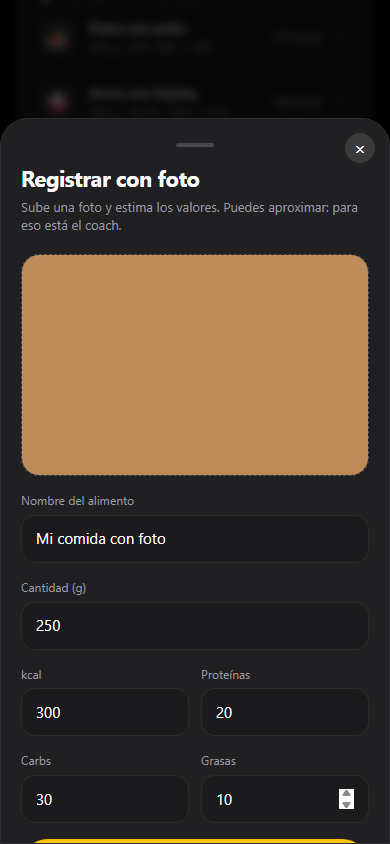 ×
Registrar con foto
Sube una foto y estima los valores. Puedes aproximar: para
eso está el coach.
Nombre del alimento
Mi comida con foto
Cantidad (g)
250
kcal
Proteínas
300
20
Carbs
Grasas
30
10